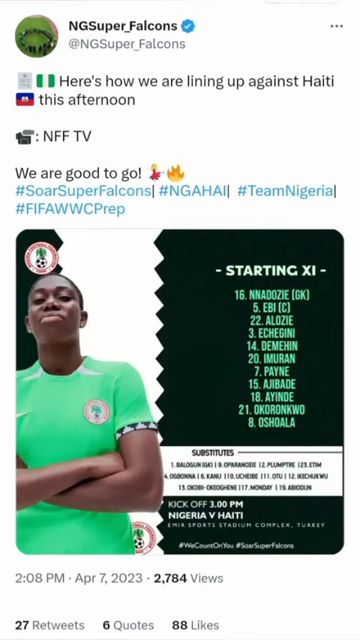 NGSuper_Falcons
@NGSuper_Falcons
Here's how we are lining up against Haiti
this afternoon
: NFF TV
We are good to go!
#SoarSuperFalcons| #NGAHAI| #TeamNigeria|
#FIFAWWCPrep
- STARTING XI -
16. NNADOZIE (GK)
5. EBI (C)
22. ALOZIE
3. ECHEGINI
14. DEMEHIN
20. IMURAN
7. PAYNE
15. AJIBADE
18. AYINDE
21. OKORONKWO
8. OSHOALA
SUBSTITUTES
1. BALOGUN (GK) | 9. OPARANOZIE | 2. PLUMPTRE | 23. ETIM
4. OGBONNA | 6. KANU | 10. UCHEIBE | 11. OTU | 12. IKECHUKWU
13. OKOBI-OKEOGHENE | 17. MONDAY | 19. ABIODUN
KICK OFF 3.00 PM
NIGERIA V HAITI
EMIR SPORTS STADIUM COMPLEX, TURKEY
#WeCountOnYou #SoarSuperFalcons
2:08 PM · Apr 7, 2023 · 2,784 Views
27 Retweets 6 Quotes 88 Likes